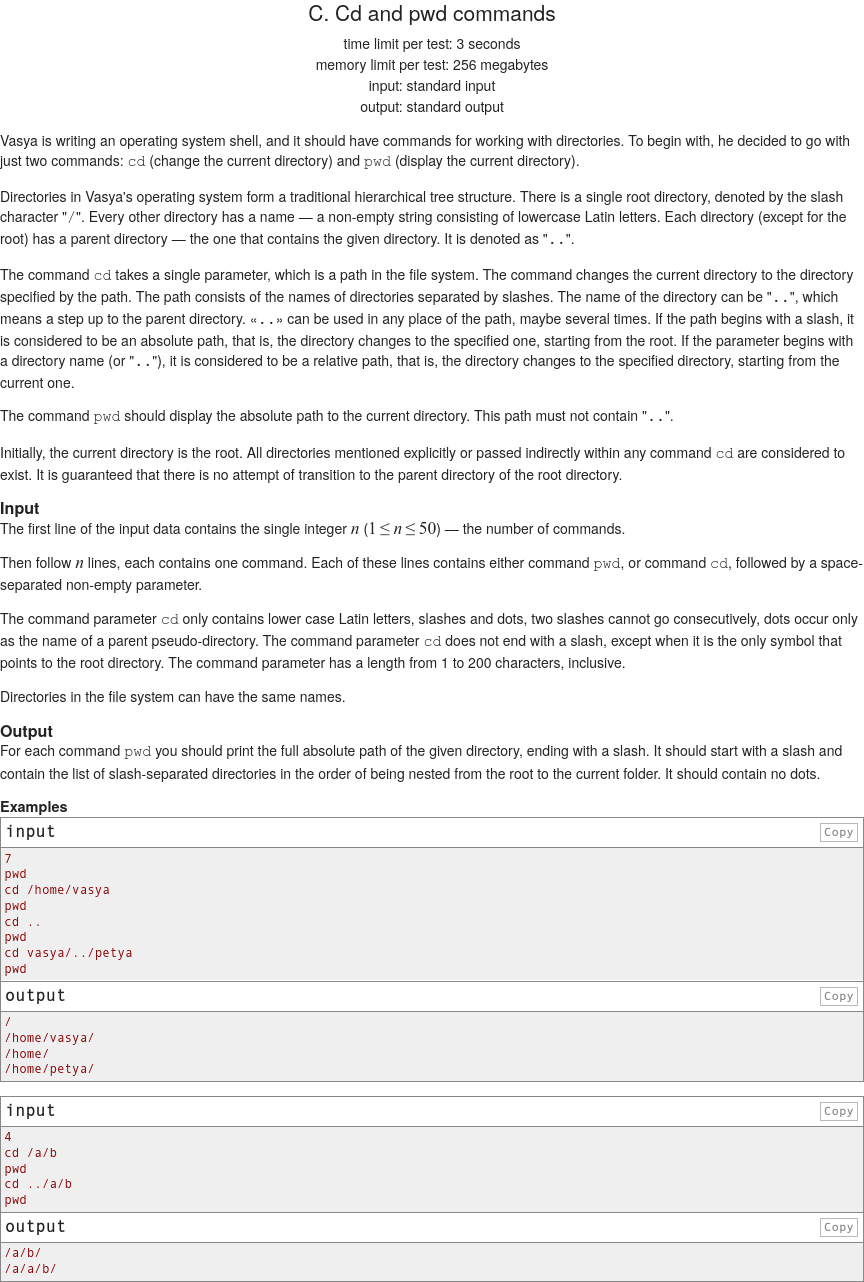 C. Cd and pwd commands
time limit per test: 3 seconds
memory limit per test: 256 megabytes
input: standard input
output: standard output
Vasya is writing an operating system shell, and it should have commands for working with directories. To begin with, he decided to go with
just two commands: cd (change the current directory) and pwd (display the current directory).
Directories in Vasya's operating system form a traditional hierarchical tree structure. There is a single root directory, denoted by the slash
character "/". Every other directory has a name — a non-empty string consisting of lowercase Latin letters. Each directory (except for the
root) has a parent directory — the one that contains the given directory. It is denoted as "..".
The command cd takes a single parameter, which is a path in the file system. The command changes the current directory to the directory
specified by the path. The path consists of the names of directories separated by slashes. The name of the directory can be "..", which
means a step up to the parent directory. «..» can be used in any place of the path, maybe several times. If the path begins with a slash, it
is considered to be an absolute path, that is, the directory changes to the specified one, starting from the root. If the parameter begins with
a directory name (or ".."), it is considered to be a relative path, that is, the directory changes to the specified directory, starting from the
current one.
The command pwd should display the absolute path to the current directory. This path must not contain "..".
Initially, the current directory is the root. All directories mentioned explicitly or passed indirectly within any command cd are considered to
exist. It is guaranteed that there is no attempt of transition to the parent directory of the root directory.
Input
The first line of the input data contains the single integer n (1 ≤ n ≤ 50) — the number of commands.
Then follow n lines, each contains one command. Each of these lines contains either command pwd, or command cd, followed by a space-
separated non-empty parameter.
The command parameter cd only contains lower case Latin letters, slashes and dots, two slashes cannot go consecutively, dots occur only
as the name of a parent pseudo-directory. The command parameter cd does not end with a slash, except when it is the only symbol that
points to the root directory. The command parameter has a length from 1 to 200 characters, inclusive.
Directories in the file system can have the same names.
Output
For each command pwd you should print the full absolute path of the given directory, ending with a slash. It should start with a slash and
contain the list of slash-separated directories in the order of being nested from the root to the current folder. It should contain no dots.
Examples
input Copy
7
pwd
cd /home/vasya
pwd
cd ..
pwd
cd vasya/../petya
pwd
output Copy
/
/home/vasya/
/home/
/home/petya/
input Copy
4
cd /a/b
pwd
cd ../a/b
pwd
output Copy
/a/b/
/a/a/b/